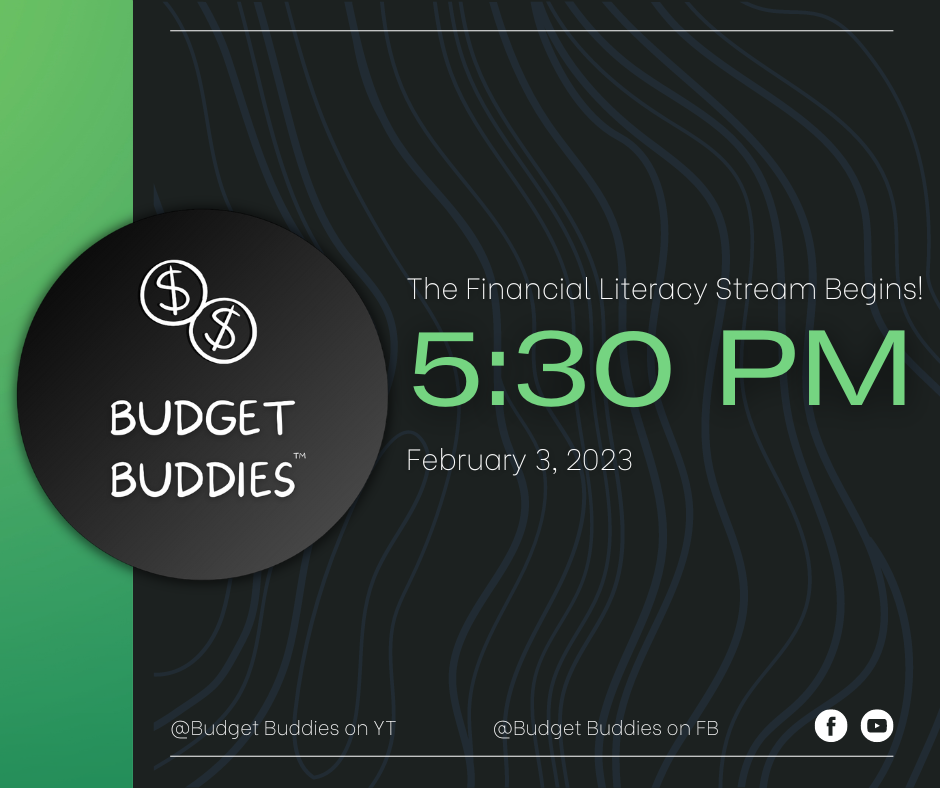 BUDGET
BUDDIES™
The Financial Literacy Stream Begins!
5:30 PM
February 3, 2023
@Budget Buddies on YT
@Budget Buddies on FB